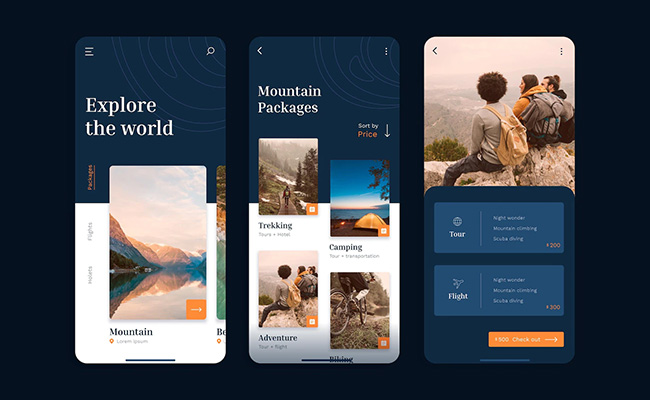 Explore
the world
Packages
Flights
Hotels
Mountain
Lorem Ipsum
Be
Mountain
Packages
Sort by
Price
Trekking
Tours + Hotel
Camping
Tour + transportation
Adventure
Tour + flight
Biking
Tour
Night wonder
Mountain climbing
Scuba diving
$200
Flight
Night wonder
Mountain climbing
Scuba diving
$300
$500 Check out